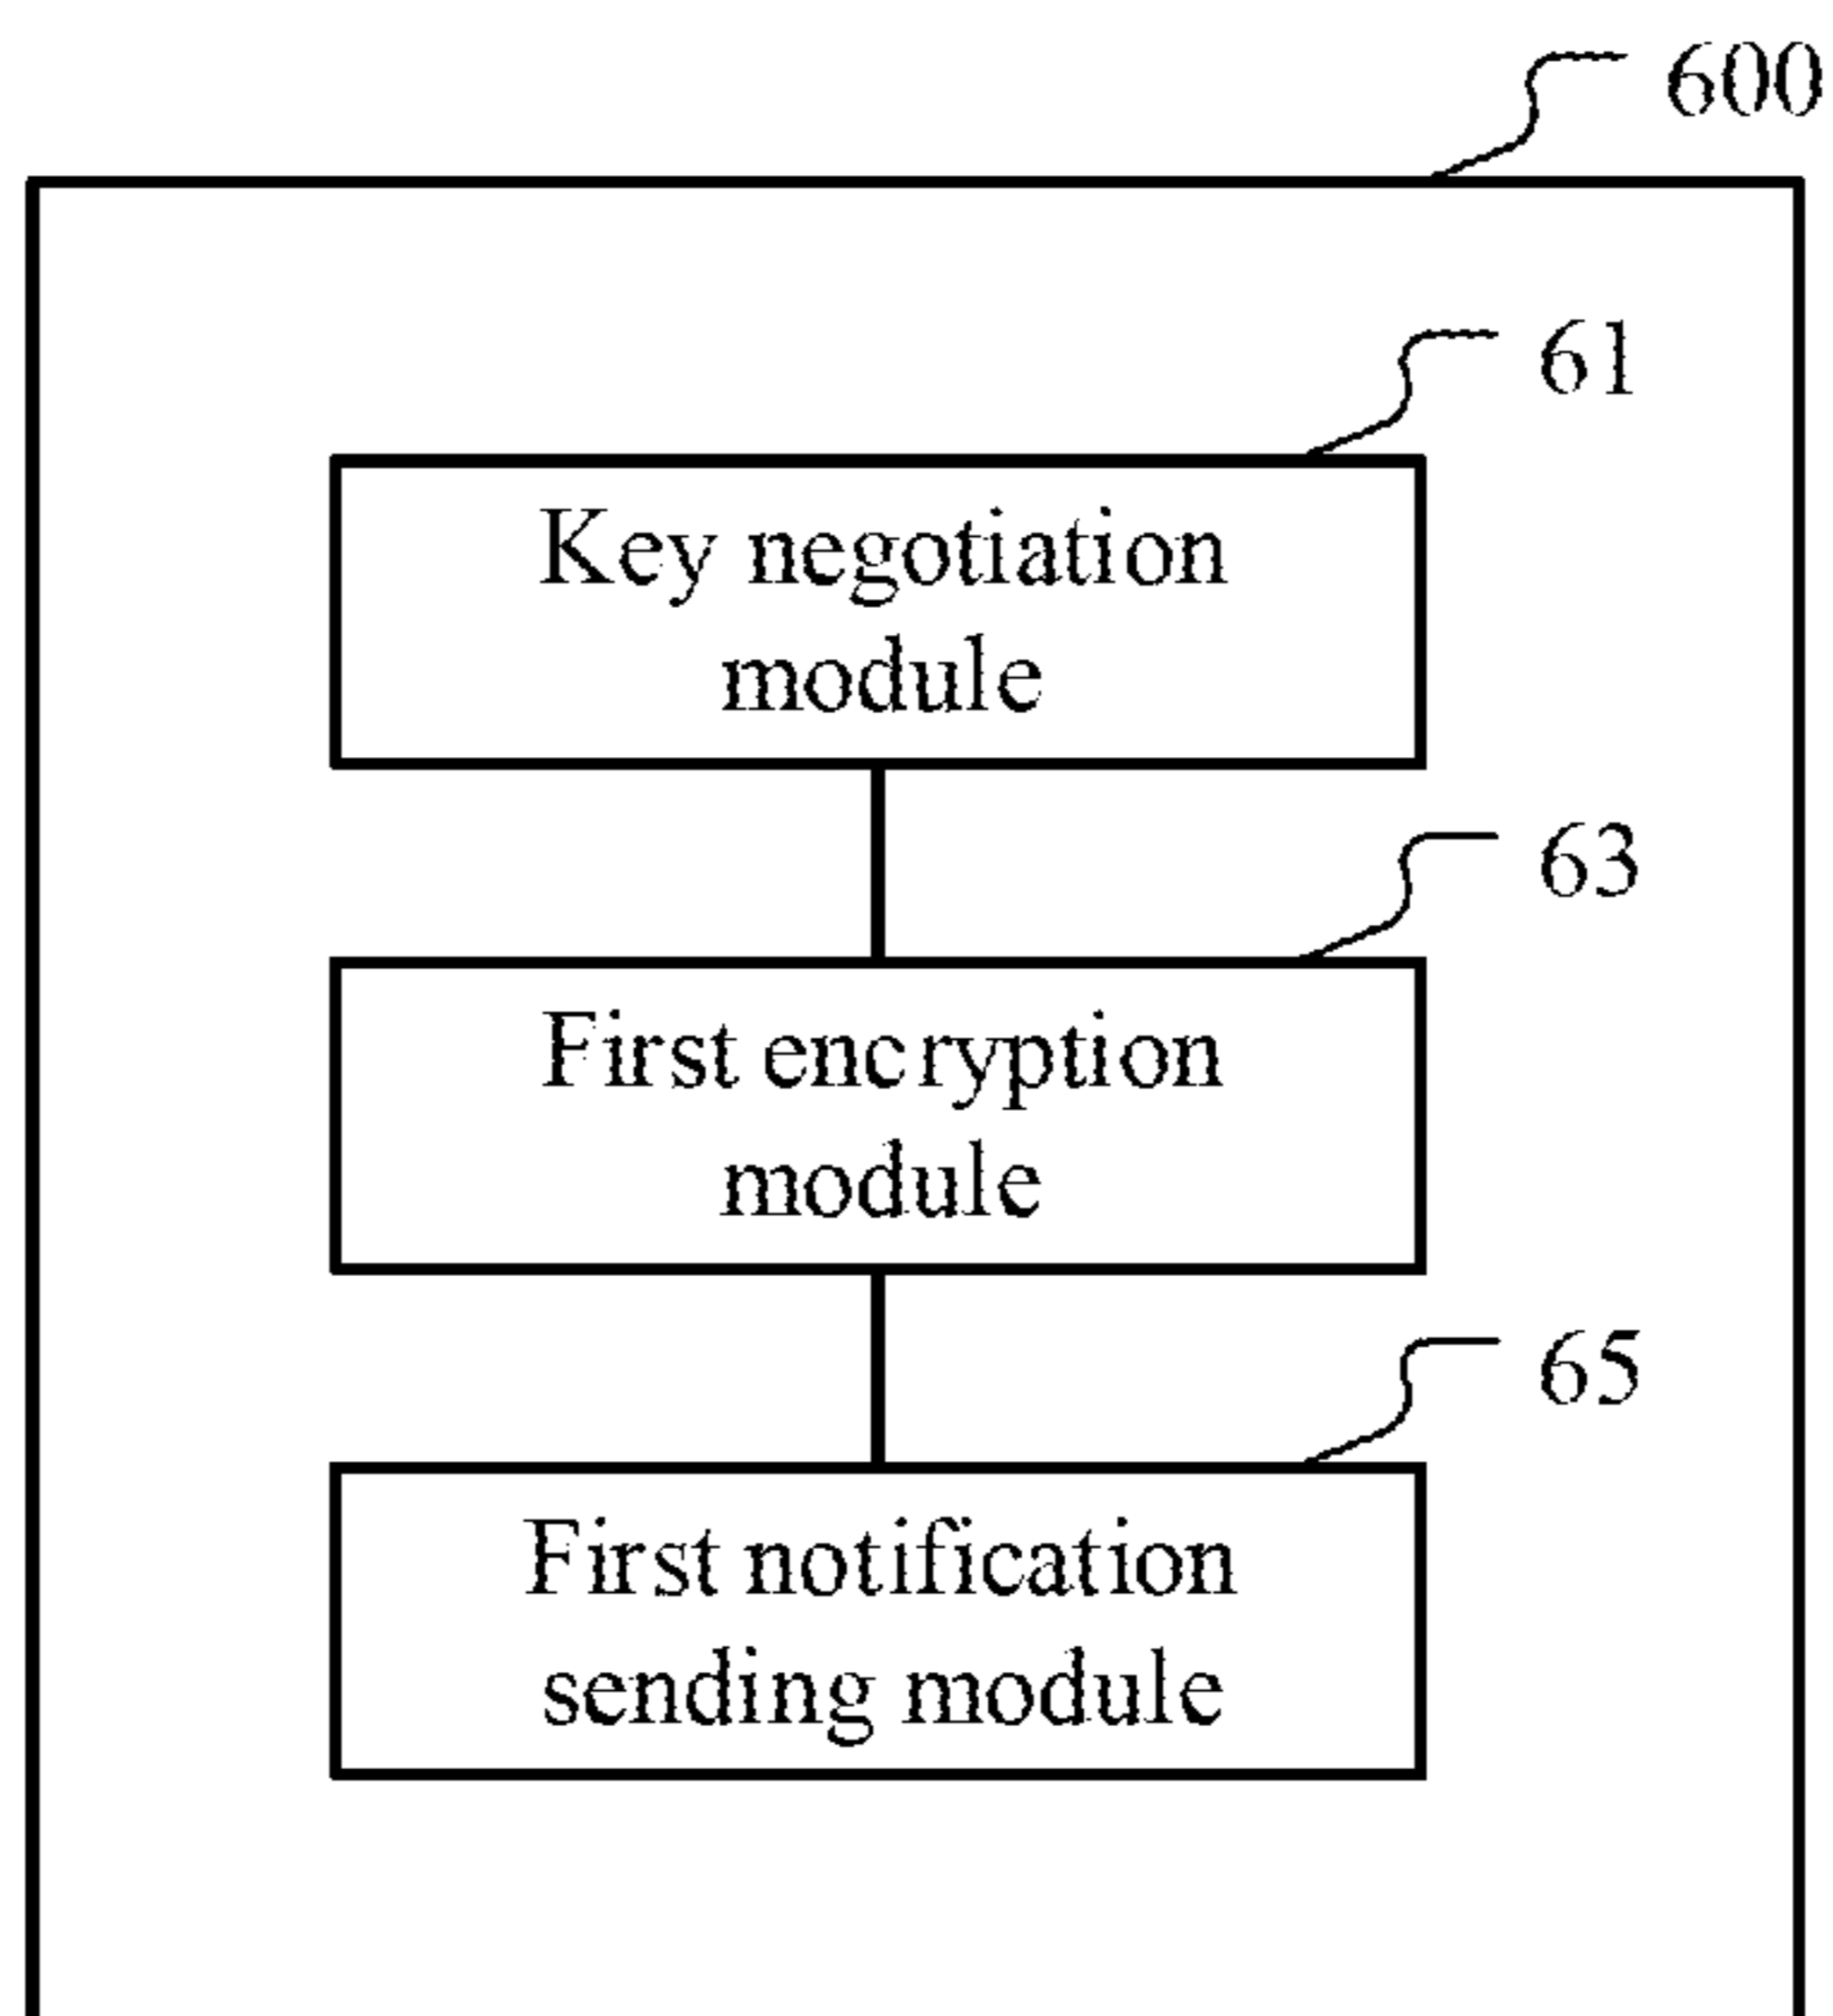 600
61
Key negotiation
module
63
First encryption
module
65
First notification
sending module